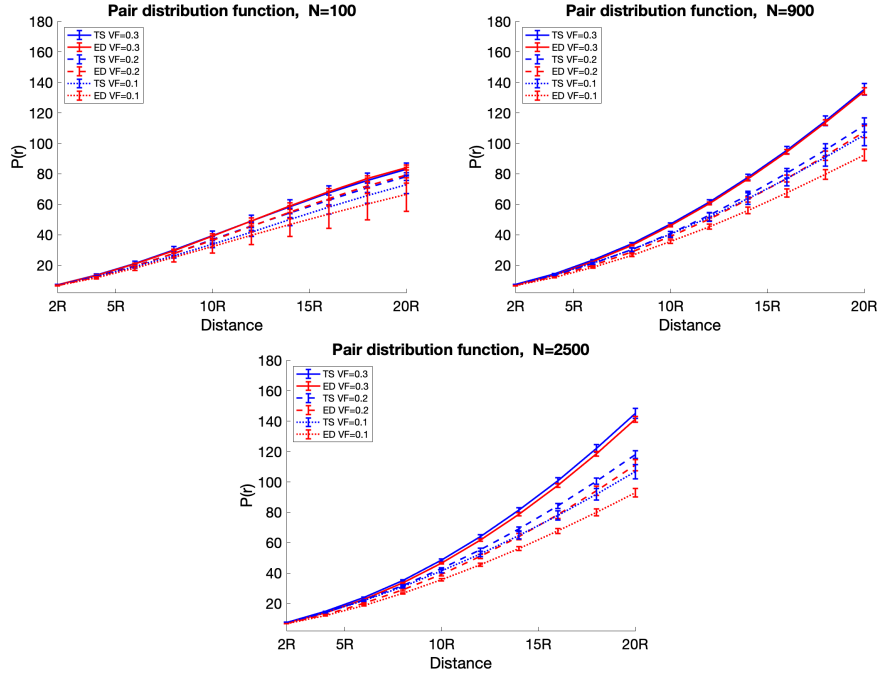 Pair distribution function, N=100
180
160
140
120
100
80
60
40
20
P(r)
TS VF=0.3
ED VF=0.3
TS VF=0.2
ED VF=0.2
TS VF=0.1
ED VF=0.1
2R 5R 10R 15R 20R
Distance
Pair distribution function, N=900
180
160
140
120
100
80
60
40
20
P(r)
TS VF=0.3
ED VF=0.3
TS VF=0.2
ED VF=0.2
TS VF=0.1
ED VF=0.1
2R 5R 10R 15R 20R
Distance
Pair distribution function, N=2500
180
160
140
120
100
80
60
40
20
P(r)
TS VF=0.3
ED VF=0.3
TS VF=0.2
ED VF=0.2
TS VF=0.1
ED VF=0.1
2R 5R 10R 15R 20R
Distance